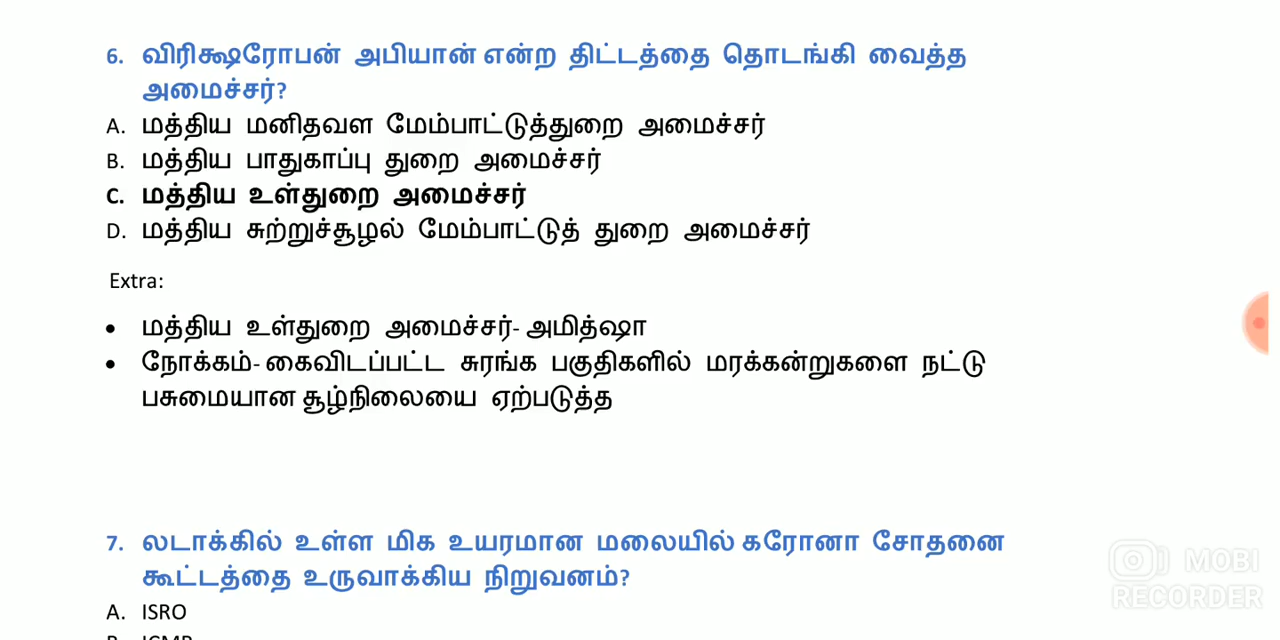 6. விரிக்ஷரோபன் அபியான் என்ற திட்டத்தை தொடங்கி வைத்த
அமைச்சர்?
A. மத்திய மனிதவள மேம்பாட்டுத்துறை அமைச்சர்
B. மத்திய பாதுகாப்பு துறை அமைச்சர்
C. மத்திய உள்துறை அமைச்சர்
D. மத்திய சுற்றுச்சூழல் மேம்பாட்டுத் துறை அமைச்சர்
Extra:
• மத்திய உள்துறை அமைச்சர்- அமித்ஷா
• நோக்கம்- கைவிடப்பட்ட சுரங்க பகுதிகளில் மரக்கன்றுகளை நட்டு
பசுமையான சூழ்நிலையை ஏற்படுத்த
7. லடாக்கில் உள்ள மிக உயரமான மலையில் கரோனா சோதனை
கூட்டத்தை உருவாக்கிய நிறுவனம்?
A. ISRO
MOBI
RECORDER